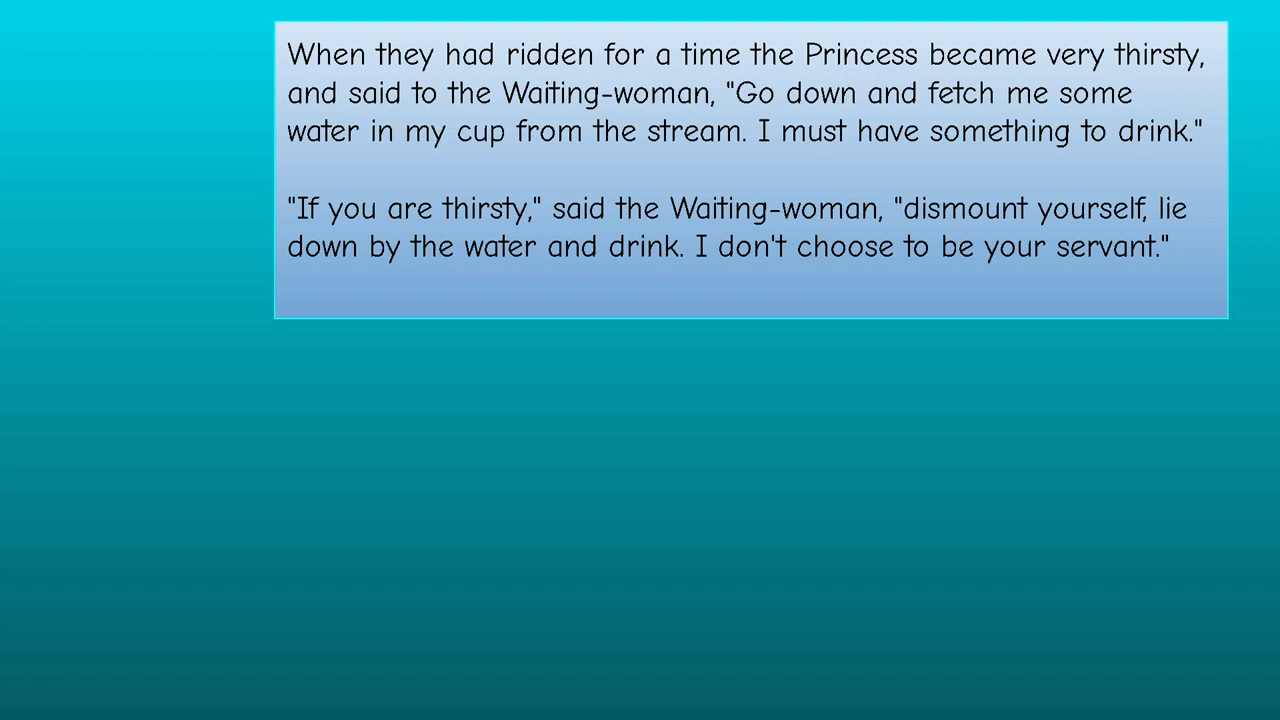 When they had ridden for a time the Princess became very thirsty,
and said to the Waiting-woman, "Go down and fetch me some
water in my cup from the stream. I must have something to drink."
"If you are thirsty," said the Waiting-woman, "dismount yourself, lie
down by the water and drink. I don't choose to be your servant."